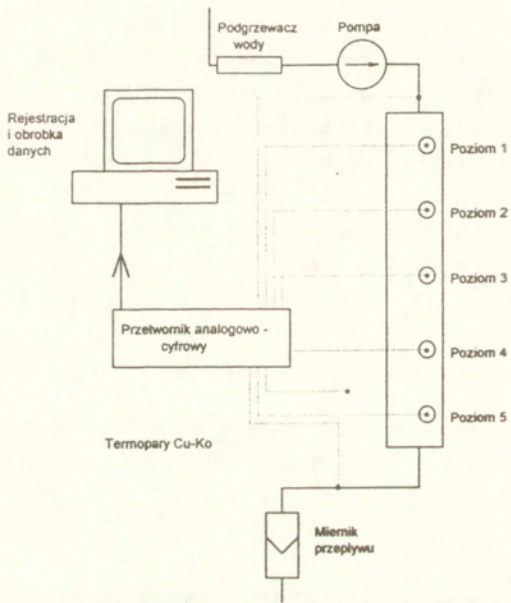 Podgrzewacz
wody
Pompa
Rejestracja
i obrobka
danych
Poziom 1
Poziom 2
Poziom 3
Przetwornik analogowo -
cyfrowy
Poziom 4
Poziom 5
Termopary Cu-Ko
Miernik
przepływu